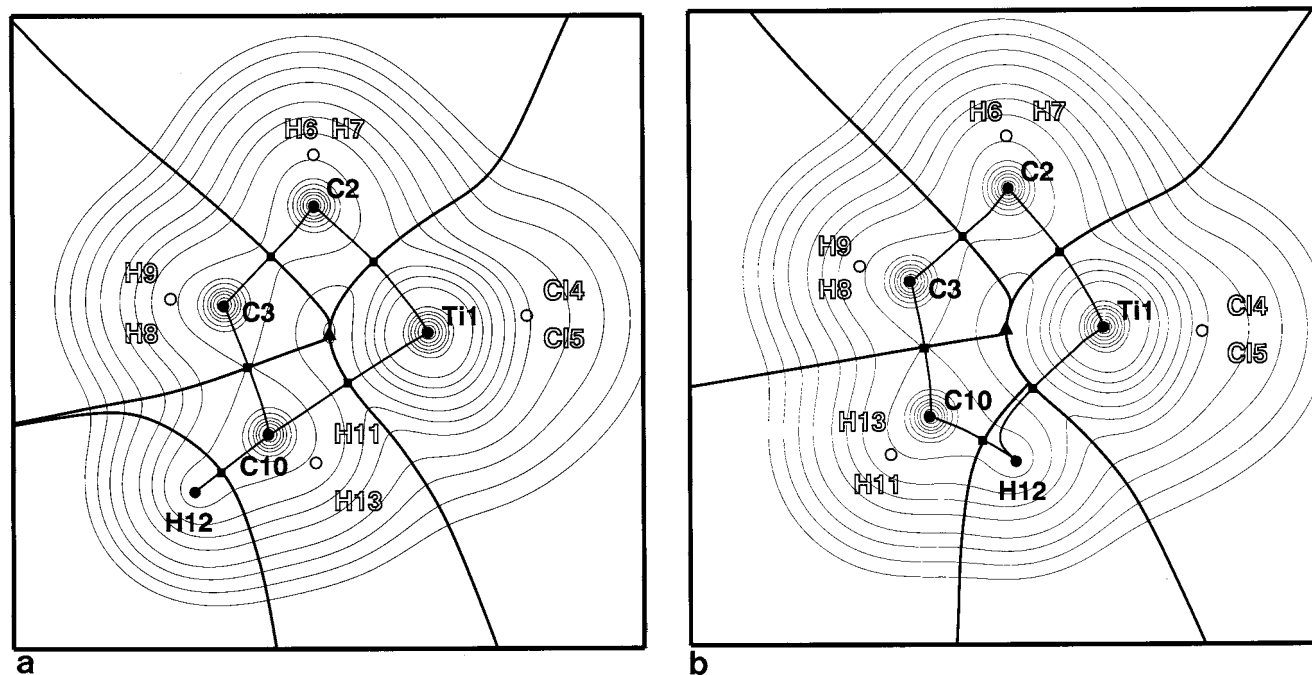 H6 H7
C2
H9
C3
H8
Cl4
Ti1
Cl5
H11
C10
H12
H13
a
H6 H7
C2
H9
H8
C3
Ti1
Cl4
Cl5
C10
H13
H11
H12
b